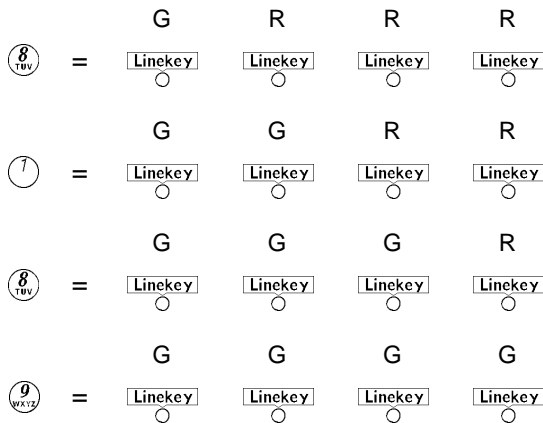 G R R R
8 TUV = Linekey Linekey Linekey Linekey
G G R R
1 = Linekey Linekey Linekey Linekey
G G G R
8 TUV = Linekey Linekey Linekey Linekey
G G G G
9 WXYZ = Linekey Linekey Linekey Linekey